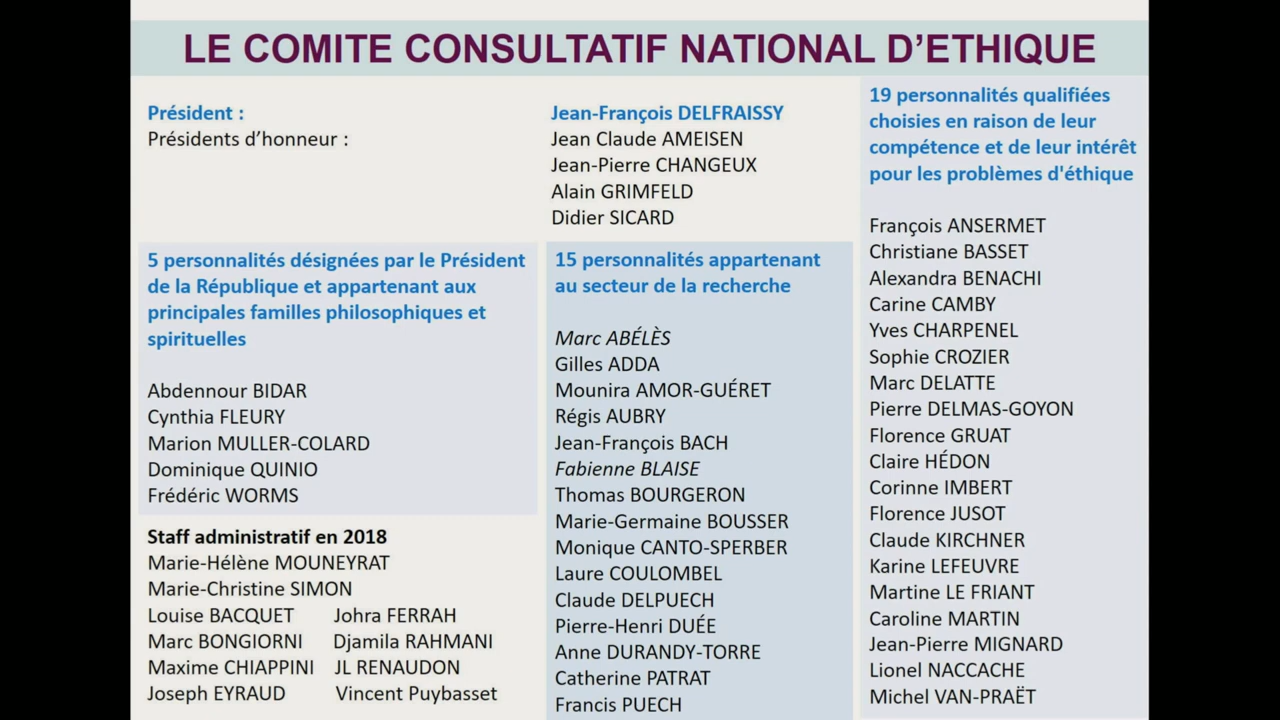 LE COMITE CONSULTATIF NATIONAL D’ETHIQUE
Président :
Présidents d’honneur :
Jean-François DELFRAISSY
Jean Claude AMEISEN
Jean-Pierre CHANGEUX
Alain GRIMFELD
Didier SICARD
5 personnalités désignées par le Président
de la République et appartenant aux
principales familles philosophiques et
spirituelles
Abdennour BIDAR
Cynthia FLEURY
Marion MULLER-COLARD
Dominique QUINIO
Frédéric WORMS
Staff administratif en 2018
Marie-Hélène MOUNEYRAT
Marie-Christine SIMON
Louise BACQUET Johra FERRAH
Marc BONGIORNI Djamila RAHMANI
Maxime CHIAPPINI JL RENAUDON
Joseph EYRAUD Vincent Puybasset
15 personnalités appartenant
au secteur de la recherche
Marc ABÉLÈS
Gilles ADDA
Mounira AMOR-GUÉRET
Régis AUBRY
Jean-François BACH
Fabienne BLAISE
Thomas BOURGERON
Marie-Germaine BOUSSER
Monique CANTO-SPERBER
Laure COULOMBEL
Claude DELPUECH
Pierre-Henri DUÉE
Anne DURANDY-TORRE
Catherine PATRAT
Francis PUECH
19 personnalités qualifiées
choisies en raison de leur
compétence et de leur intérêt
pour les problèmes d'éthique
François ANSERMET
Christiane BASSET
Alexandra BENACHI
Carine CAMBY
Yves CHARPENEL
Sophie CROZIER
Marc DELATTE
Pierre DELMAS-GOYON
Florence GRUAT
Claire HÉDON
Corinne IMBERT
Florence JUSOT
Claude KIRCHNER
Karine LEFEUVRE
Martine LE FRIANT
Caroline MARTIN
Jean-Pierre MIGNARD
Lionel NACCACHE
Michel VAN-PRAËT